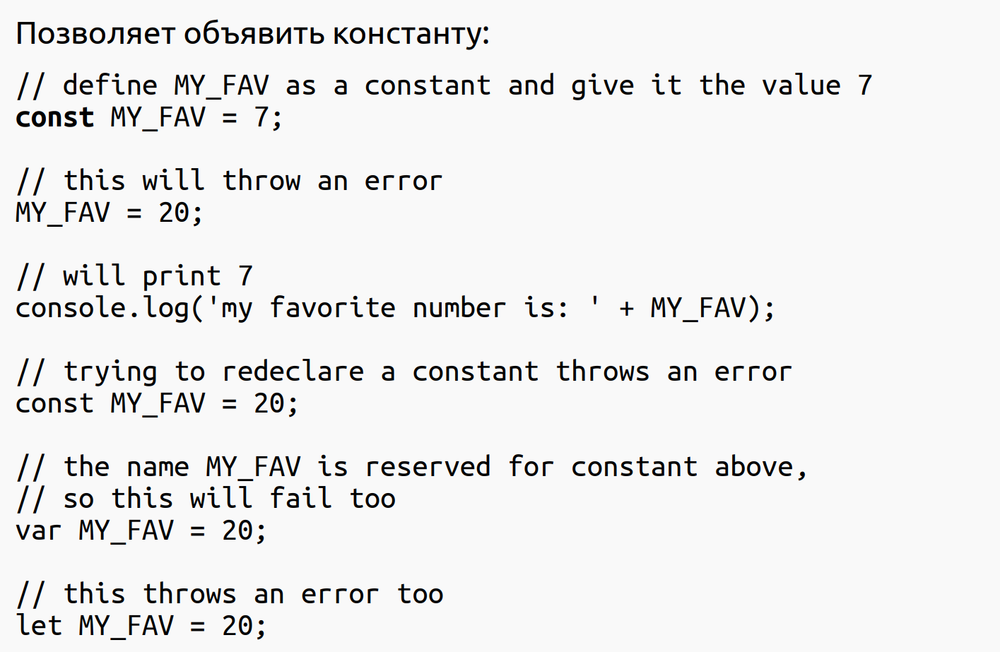 Позволяет объявить константу:
// define MY_FAV as a constant and give it the value 7
const MY_FAV = 7;
// this will throw an error
MY_FAV = 20;
// will print 7
console.log('my favorite number is: ' + MY_FAV);
// trying to redeclare a constant throws an error
const MY_FAV = 20;
// the name MY_FAV is reserved for constant above,
// so this will fail too
var MY_FAV = 20;
// this throws an error too
let MY_FAV = 20;